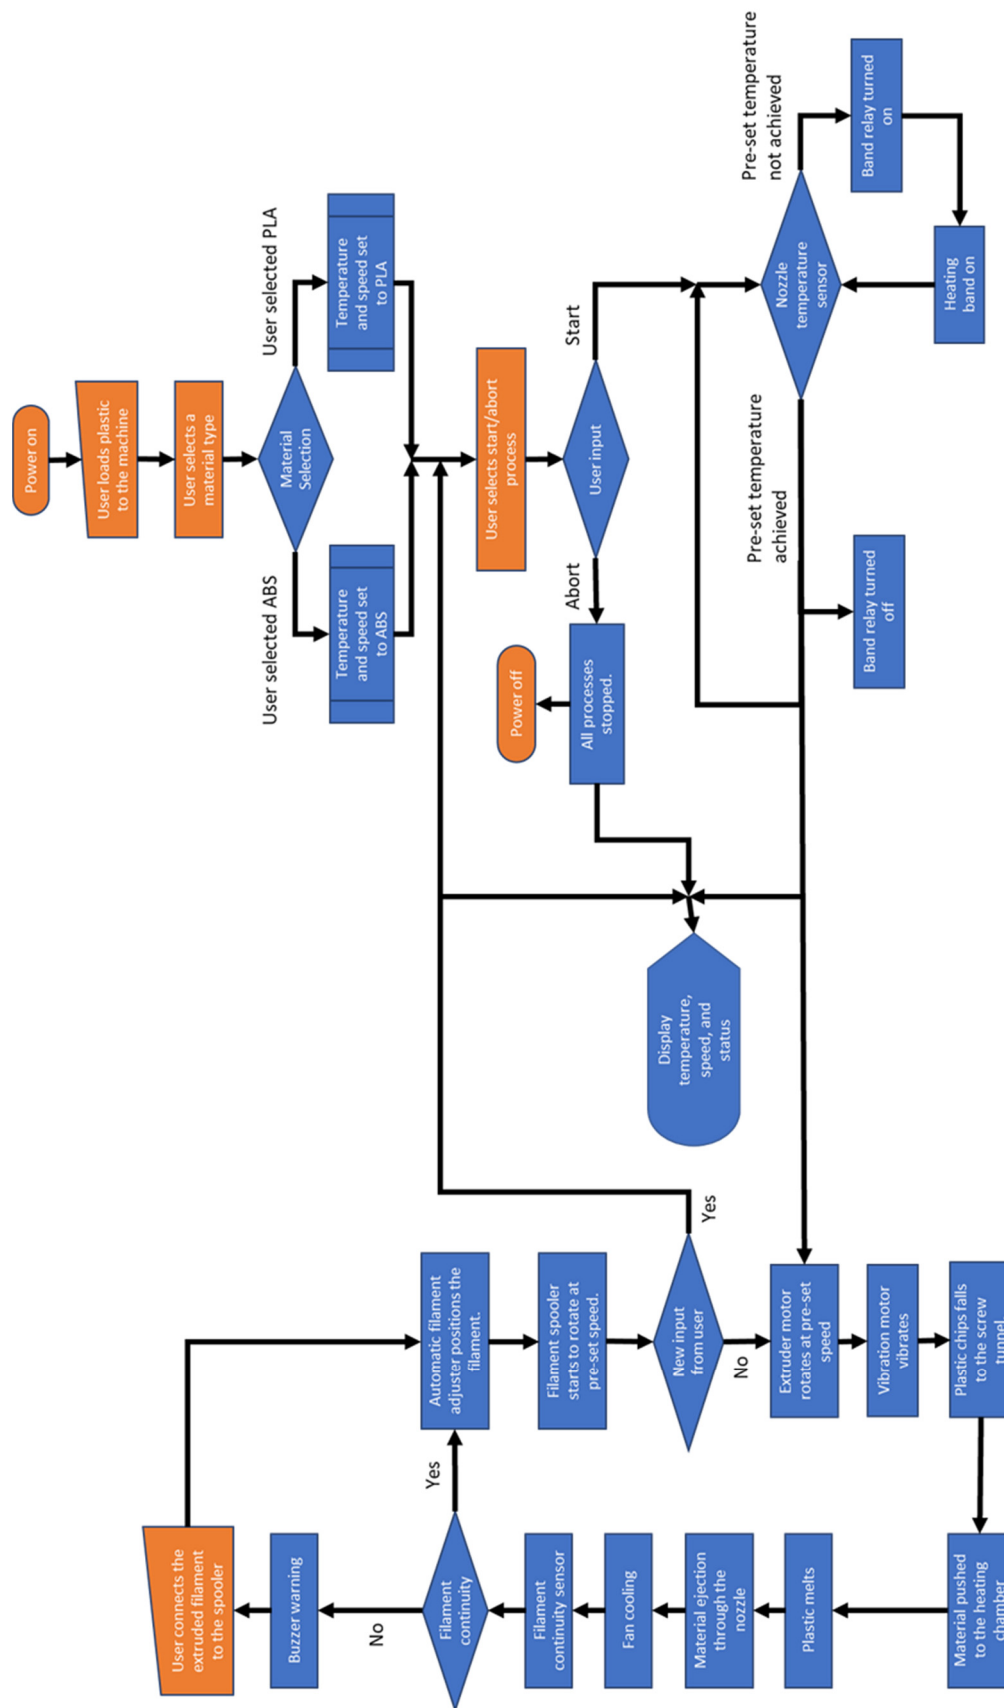 Power on
User loads plastic
to the machine
User selects a
material type
Material
Selection
User selected ABS
User selected PLA
Temperature
and speed set
to ABS
Temperature
and speed set
to PLA
User selects start/abort
process
User input
Abort
Start
Power off
All processes
stopped.
Pre-set temperature
achieved
Pre-set temperature
not achieved
Nozzle
temperature
sensor
Band relay turned
on
Heating
band on
Band relay turned
off
Display
temperature,
speed, and
status
User connects the
extruded filament
to the spooler
Buzzer warning
No
Filament
continuity
Yes
Filament
continuity sensor
Fan cooling
Material ejection
through the
nozzle
Plastic melts
Material pushed
to the heating
chamber
Automatic filament
adjuster positions the
filament.
Filament spooler
starts to rotate at
pre-set speed.
New input
from user
Yes
No
Extruder motor
rotates at pre-set
speed
Vibration motor
vibrates
Plastic chips falls
to the screw
tunnel